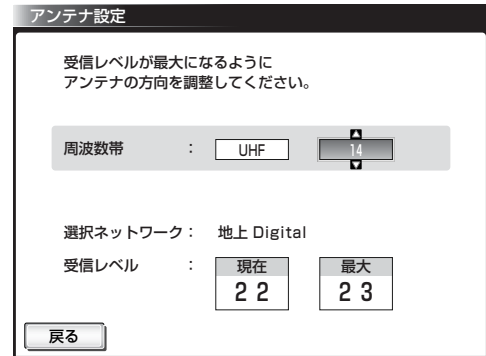 アンテナ設定
受信レベルが最大になるように
アンテナの方向を調整してください。
周波数帯 : UHF 14
選択ネットワーク: 地上 Digital
受信レベル : 現在 最大
22 23
戻る